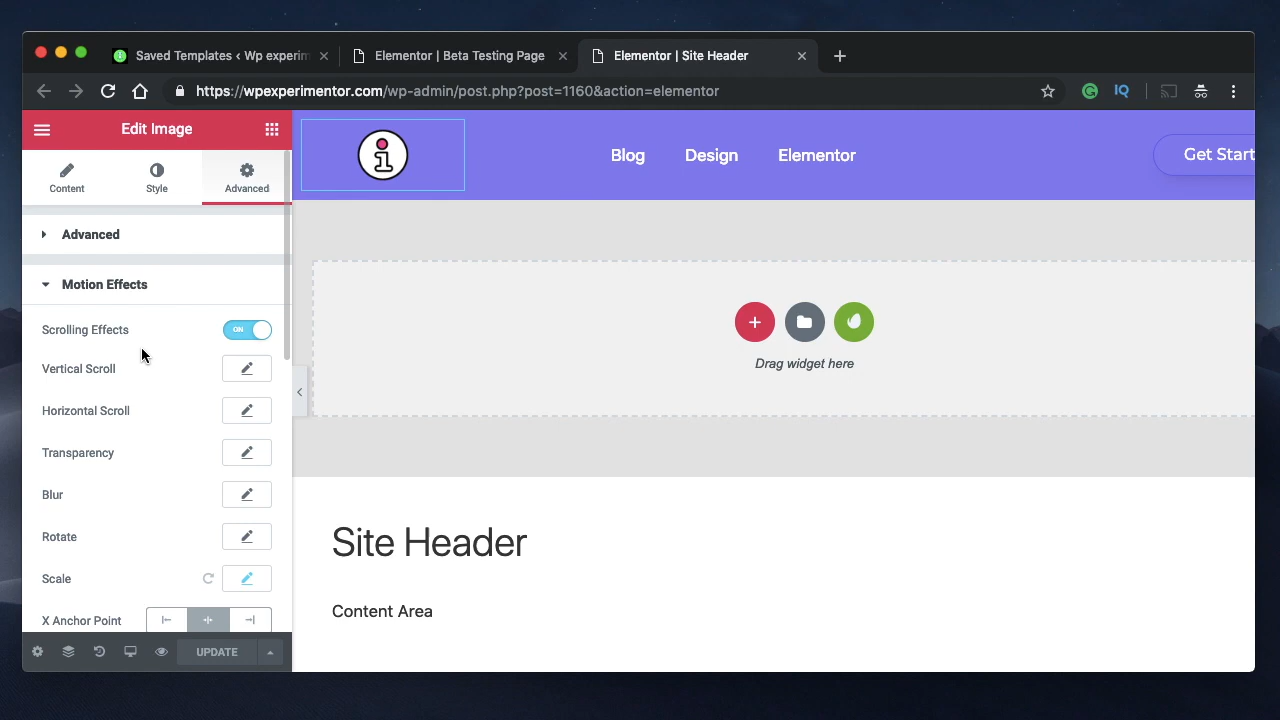 Saved Templates ‹ Wp experim
Elementor | Beta Testing Page
Elementor | Site Header
https://wpexperimentor.com/wp-admin/post.php?post=1160&action=elementor
IQ
Edit Image
Content
Style
Advanced
Blog
Design
Elementor
Get Start
Advanced
Motion Effects
Scrolling Effects
ON
Vertical Scroll
Horizontal Scroll
Transparency
Blur
Rotate
Scale
X Anchor Point
UPDATE
Drag widget here
Site Header
Content Area